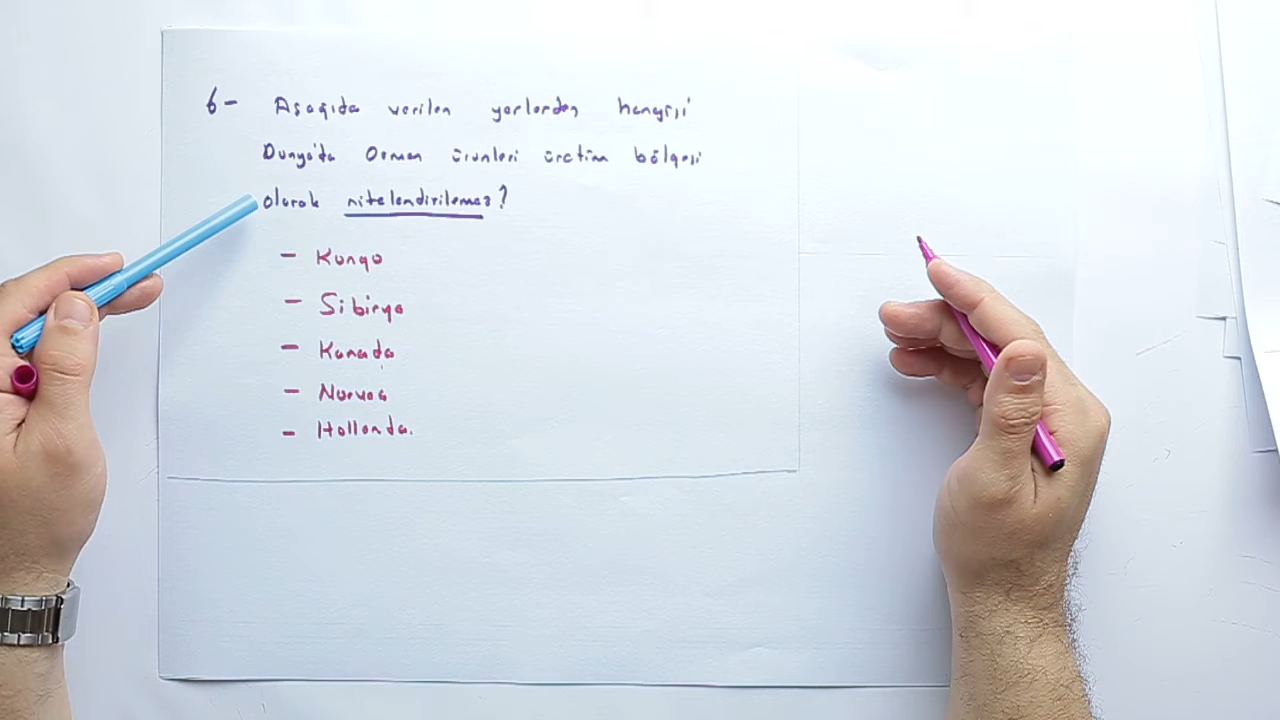 6- Aşağıda verilen yerlerden hangisi
Dünya'da Orman ürünleri üretim bölgesi
olarak nitelendirilemez?
- Kongo
- Sibirya
- Kanada
- Norveç
- Hollanda.